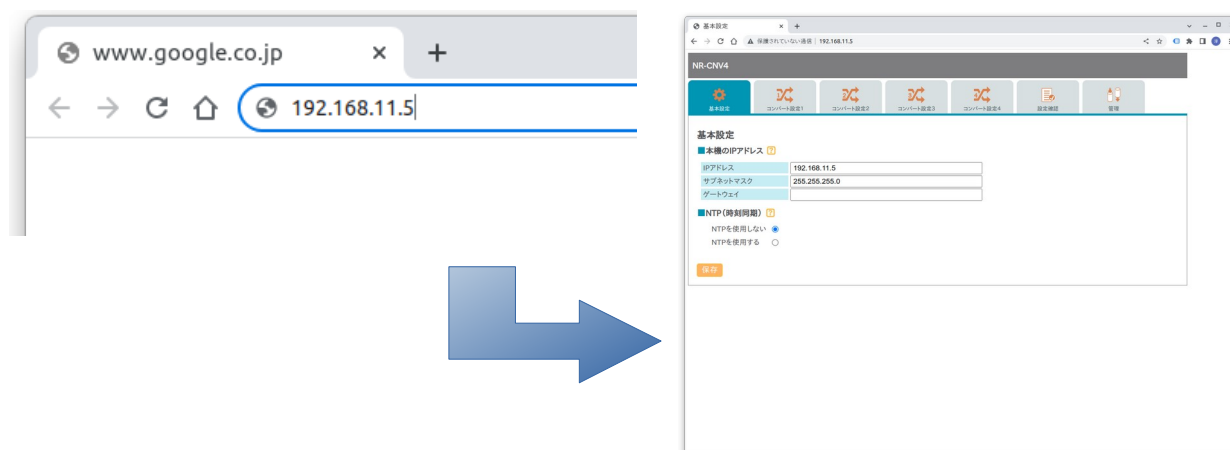 www.google.co.jp
192.168.11.5
基本設定
保護されていない通信 192.168.11.5
NR-CNV4
基本設定 コンバート設定1 コンバート設定2 コンバート設定3 コンバート設定4 設定確認 管理
基本設定
■本機のIPアドレス ?
IPアドレス 192.168.11.5
サブネットマスク 255.255.255.0
ゲートウェイ
■NTP(時刻同期) ?
NTPを使用しない
NTPを使用する
保存